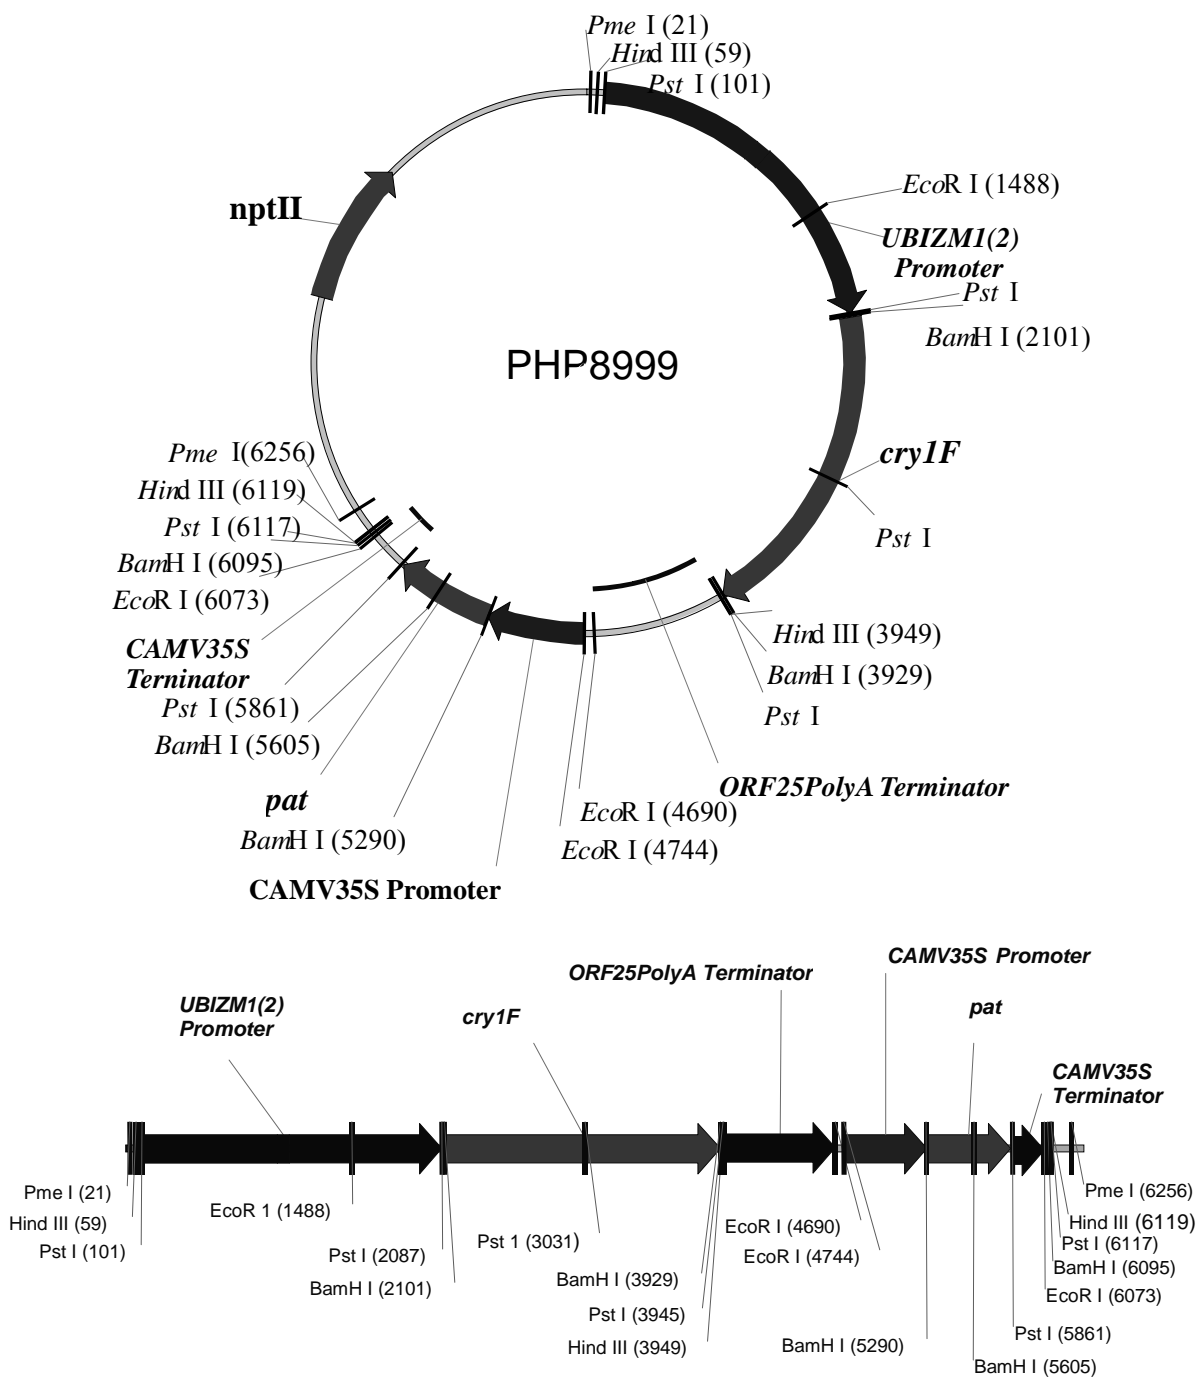 Pme I (21)
Hind III (59)
Pst I (101)
EcoR I (1488)
nptII
UBIZM1(2)
Promoter
Pst I
BamH I (2101)
PHP8999
cry1F
Pme I(6256)
Hind III (6119)
Pst I (6117)
Pst I
BamH I (6095)
EcoR I (6073)
Hind III (3949)
CAMV35S
Terninator
BamH I (3929)
Pst I (5861)
Pst I
BamH I (5605)
ORF25PolyA Terminator
pat
EcoR I (4690)
BamH I (5290)
EcoR I (4744)
CAMV35S Promoter
CAMV35S Promoter
ORF25PolyA Terminator
UBIZM1(2)
Promoter
cry1F
pat
CAMV35S
Terminator
Pme I (21)
Hind III (59)
Pst I (101)
EcoR 1 (1488)
Pst I (2087)
BamH I (2101)
Pst 1 (3031)
BamH I (3929)
Pst I (3945)
Hind III (3949)
EcoR I (4690)
EcoR I (4744)
BamH I (5290)
Pme I (6256)
Hind III (6119)
Pst I (6117)
BamH I (6095)
EcoR I (6073)
Pst I (5861)
BamH I (5605)